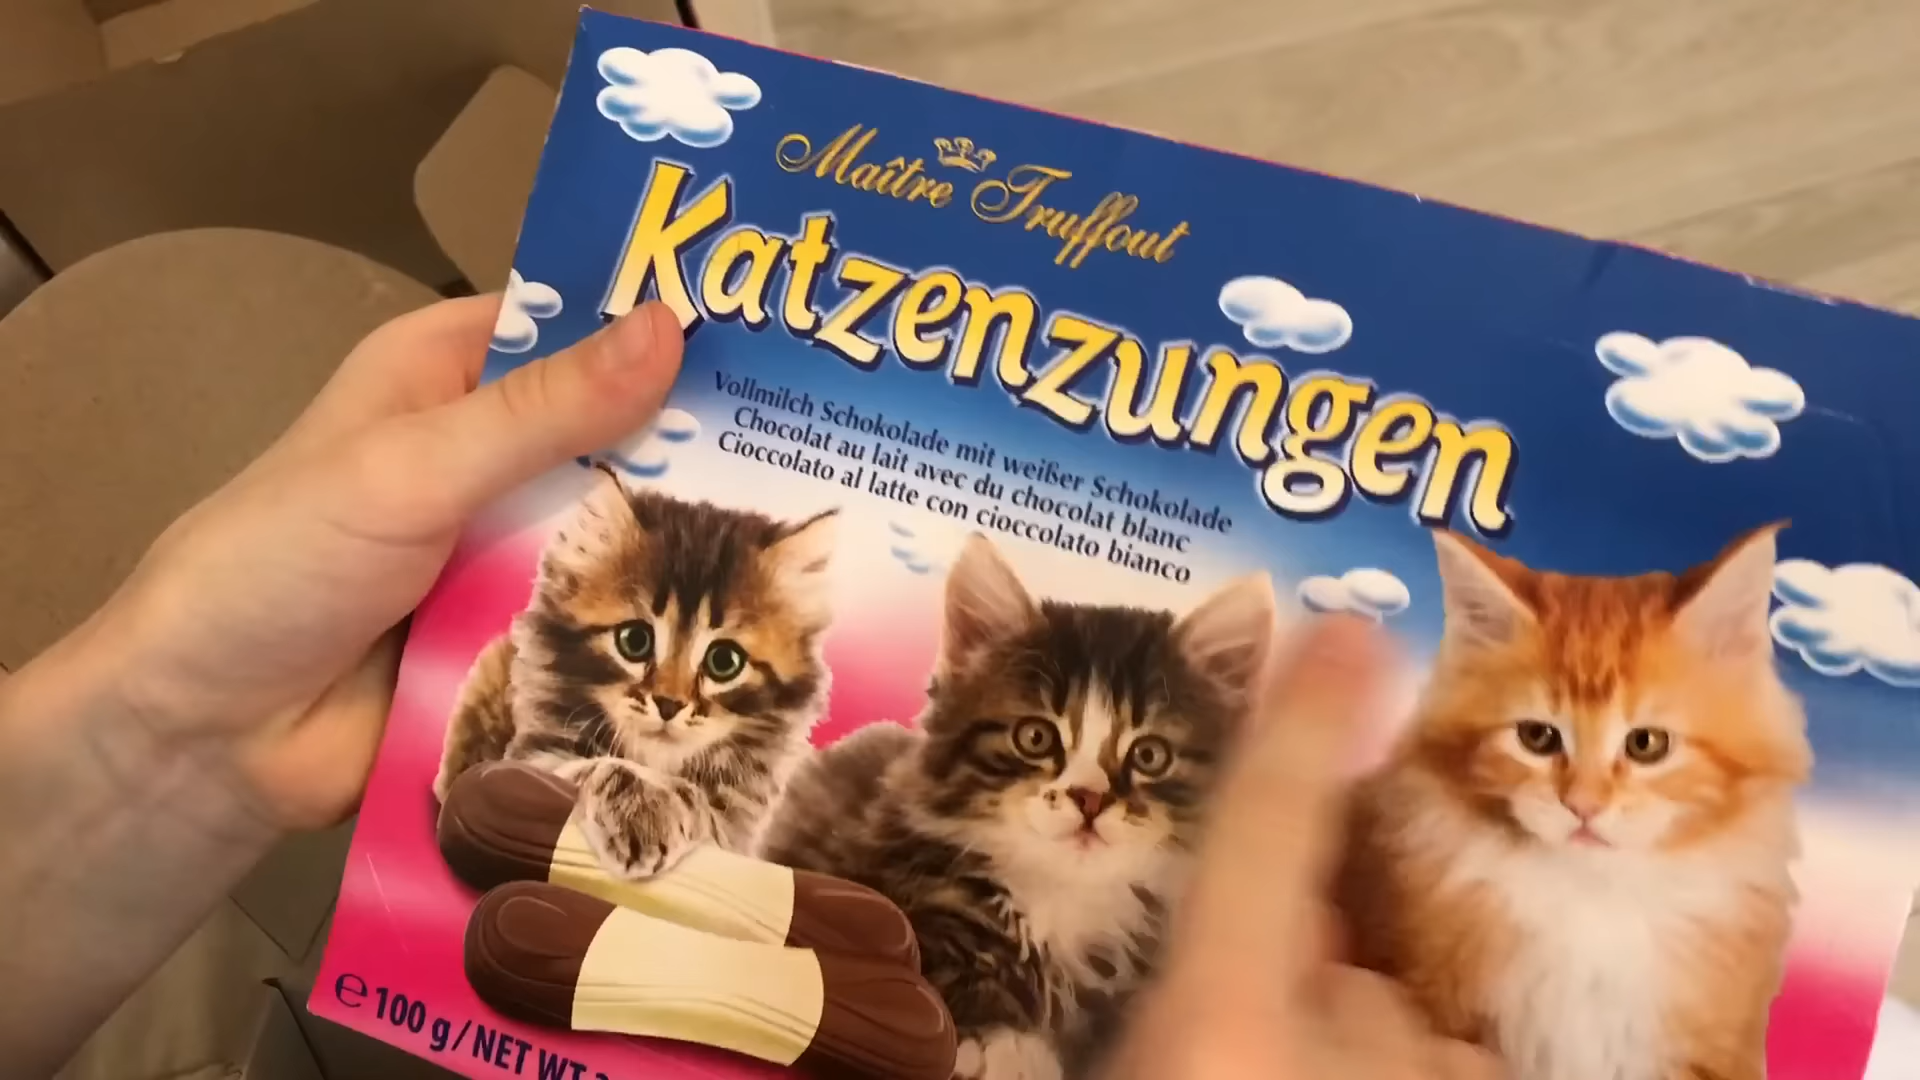 Maître Truffout
Katzenzungen
Vollmilch Schokolade mit weißer Schokolade
Chocolat au lait avec du chocolat blanc
Cioccolato al latte con cioccolato bianco
℮ 100 g / NET WT